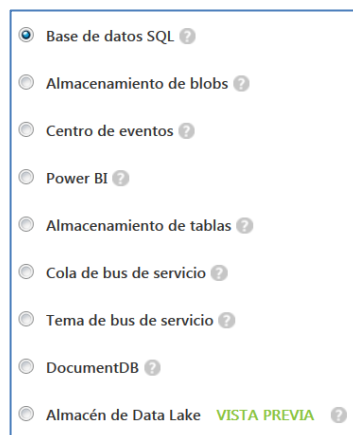 Base de datos SQL ?
Almacenamiento de blobs ?
Centro de eventos ?
Power BI ?
Almacenamiento de tablas ?
Cola de bus de servicio ?
Tema de bus de servicio ?
DocumentDB ?
Almacén de Data Lake VISTA PREVIA ?